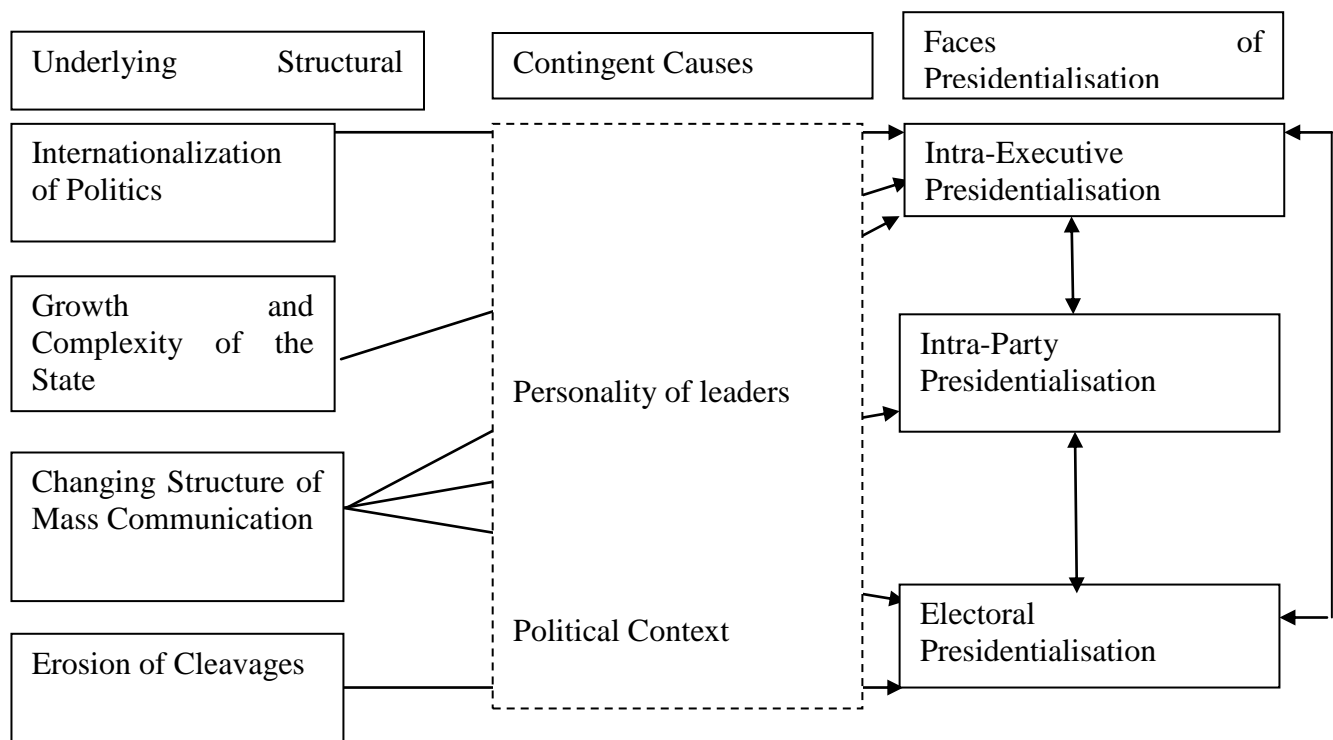 Underlying Structural
Contingent Causes
Faces of
Presidentialisation
Internationalization
of Politics
Intra-Executive
Presidentialisation
Growth and
Complexity of the
State
Intra-Party
Presidentialisation
Personality of leaders
Changing Structure of
Mass Communication
Political Context
Electoral
Presidentialisation
Erosion of Cleavages